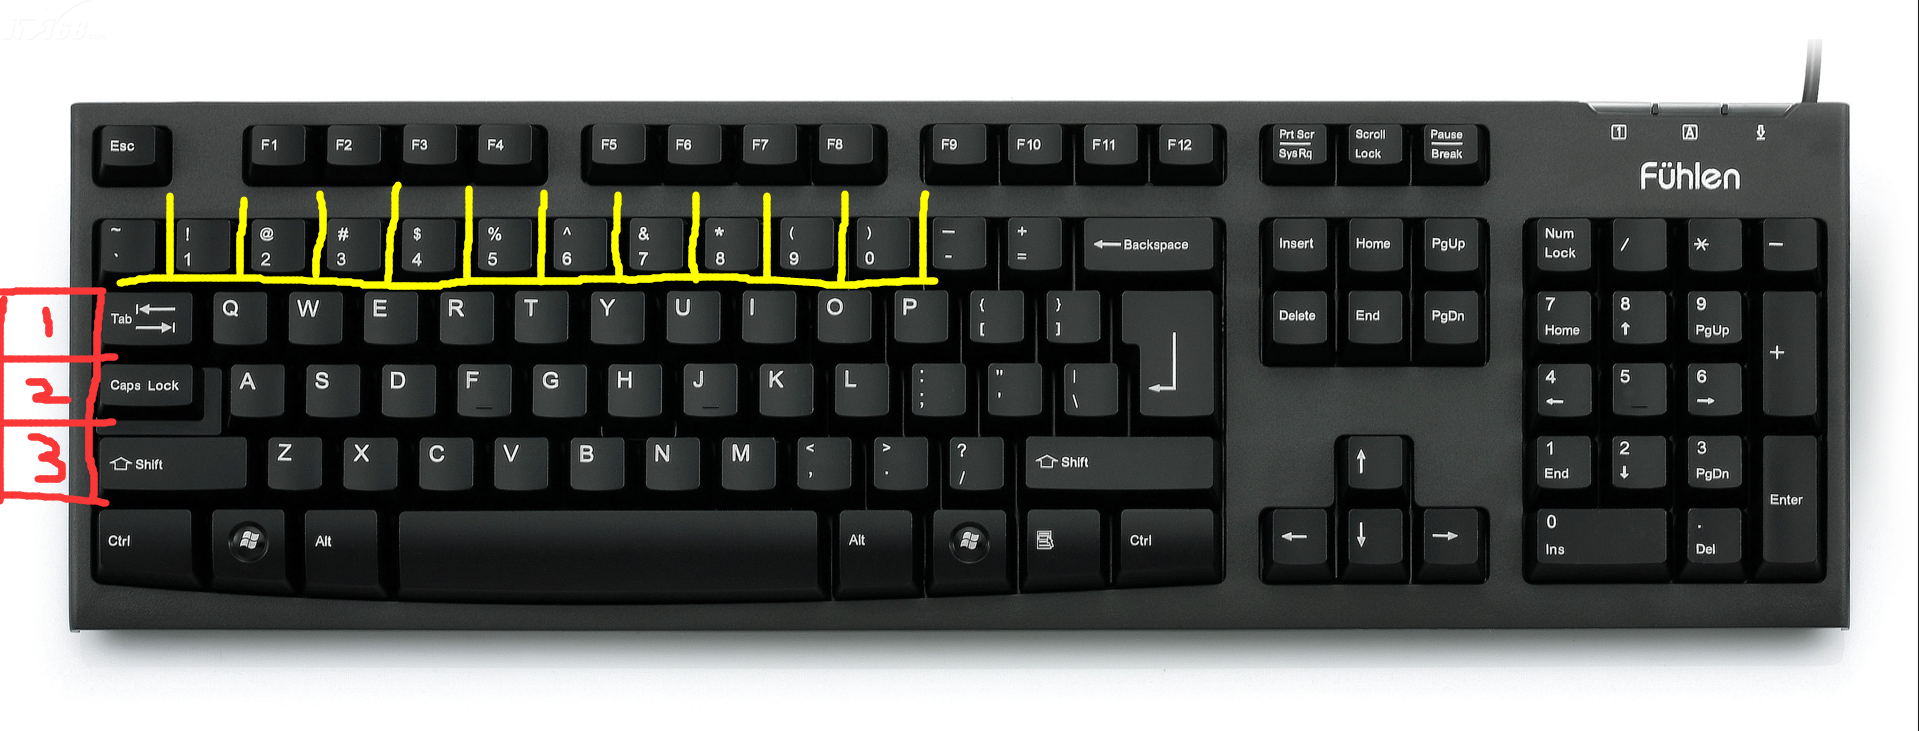 Esc F1 F2 F3 F4 F5 F6 F7 F8 F9 F10 F11 F12 Prt Scr SysRq Scroll Lock Pause Break 1 A
Fühlen
~ ` ! 1 @ 2 # 3 $ 4 % 5 ^ 6 & 7 * 8 ( 9 ) 0 — - + = ←Backspace Insert Home PgUp Num Lock / * −
1 Tab Q W E R T Y U I O P { [ } ] Delete End PgDn 7 Home 8 ↑ 9 PgUp +
2 Caps Lock A S D F G H J K L : ; " ' | \ ↵ 4 ← 5 6 →
3 Shift Z X C V B N M < , > . ? / Shift ↑ 1 End 2 ↓ 3 PgDn Enter
Ctrl Alt Alt Ctrl ← ↓ → 0 Ins . Del